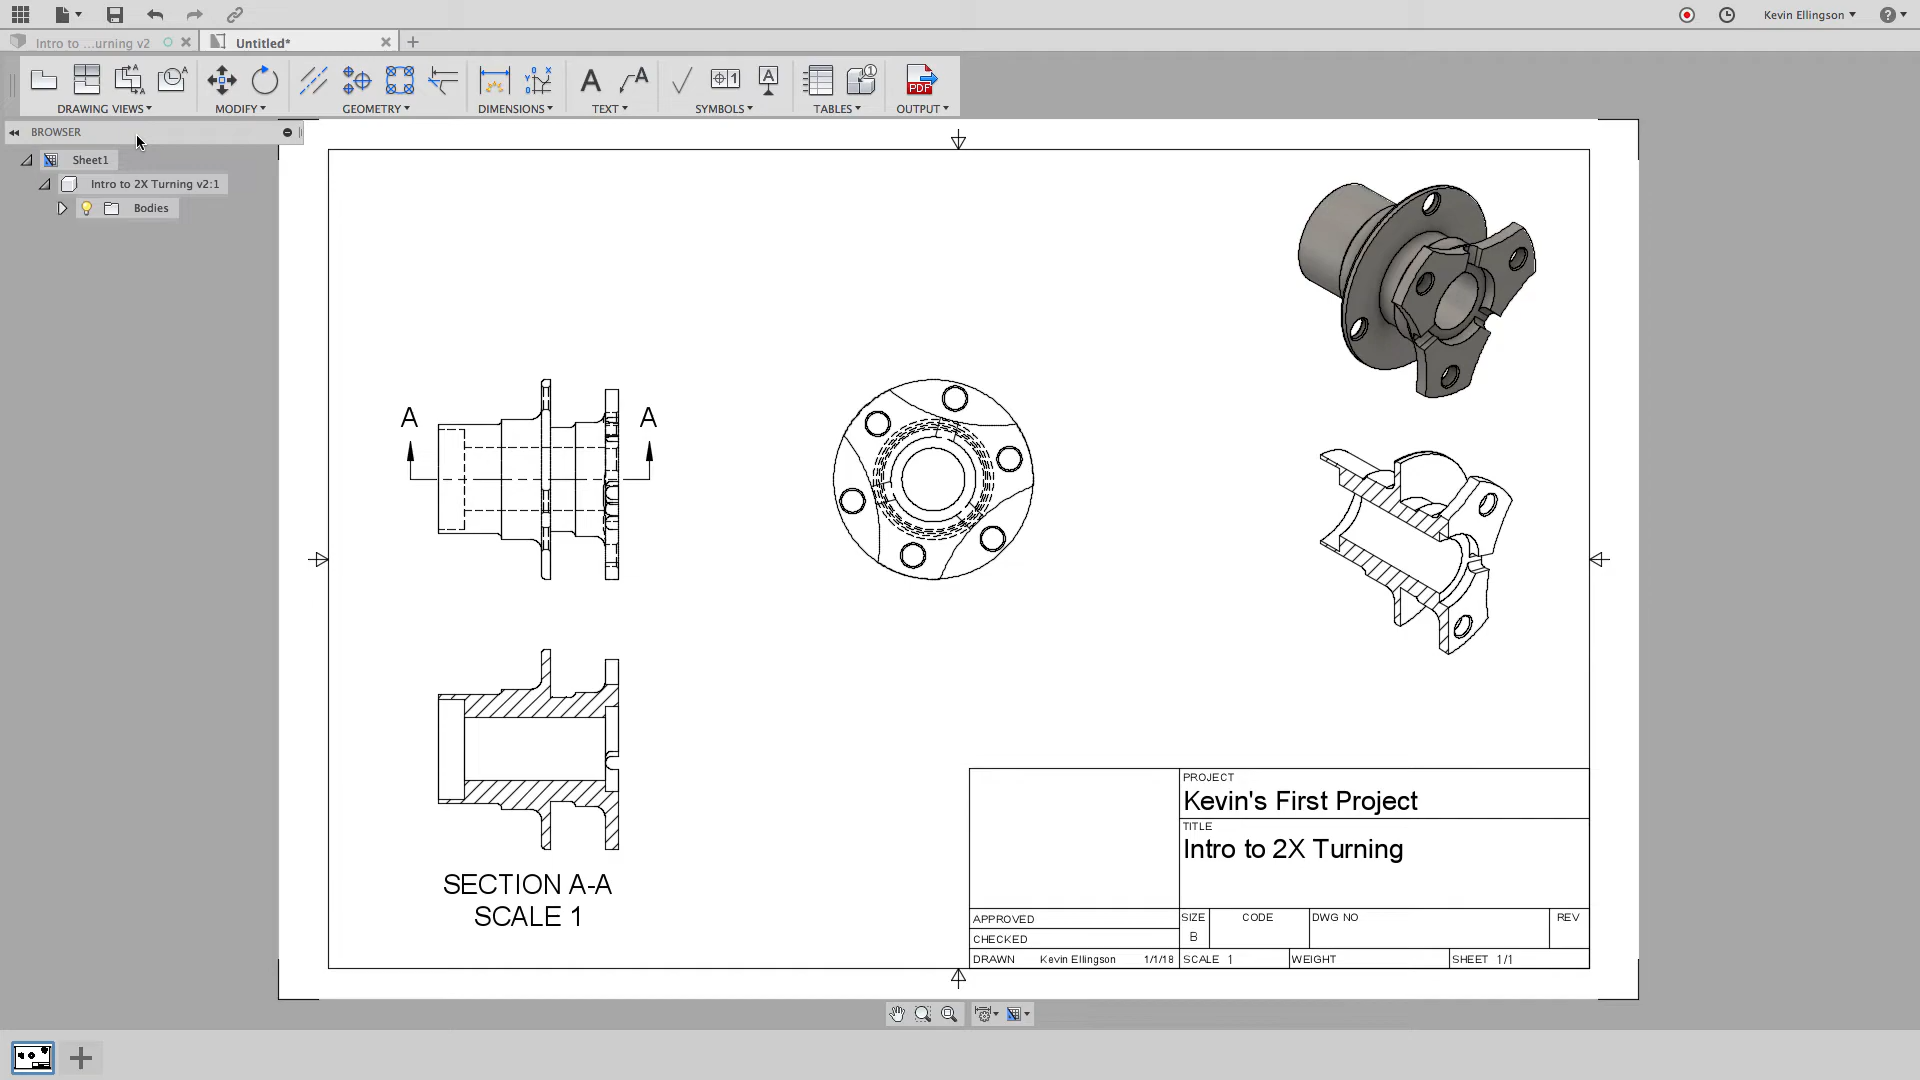 Kevin Ellingson
Intro to ...urning v2
Untitled*
DRAWING VIEWS
MODIFY
GEOMETRY
DIMENSIONS
TEXT
SYMBOLS
TABLES
OUTPUT
PDF
BROWSER
Sheet1
Intro to 2X Turning v2:1
Bodies
A A
SECTION A-A
SCALE 1
PROJECT
Kevin's First Project
TITLE
Intro to 2X Turning
APPROVED
CHECKED
DRAWN Kevin Ellingson 1/1/18
SIZE
B
CODE
DWG NO
REV
SCALE 1
WEIGHT
SHEET 1/1